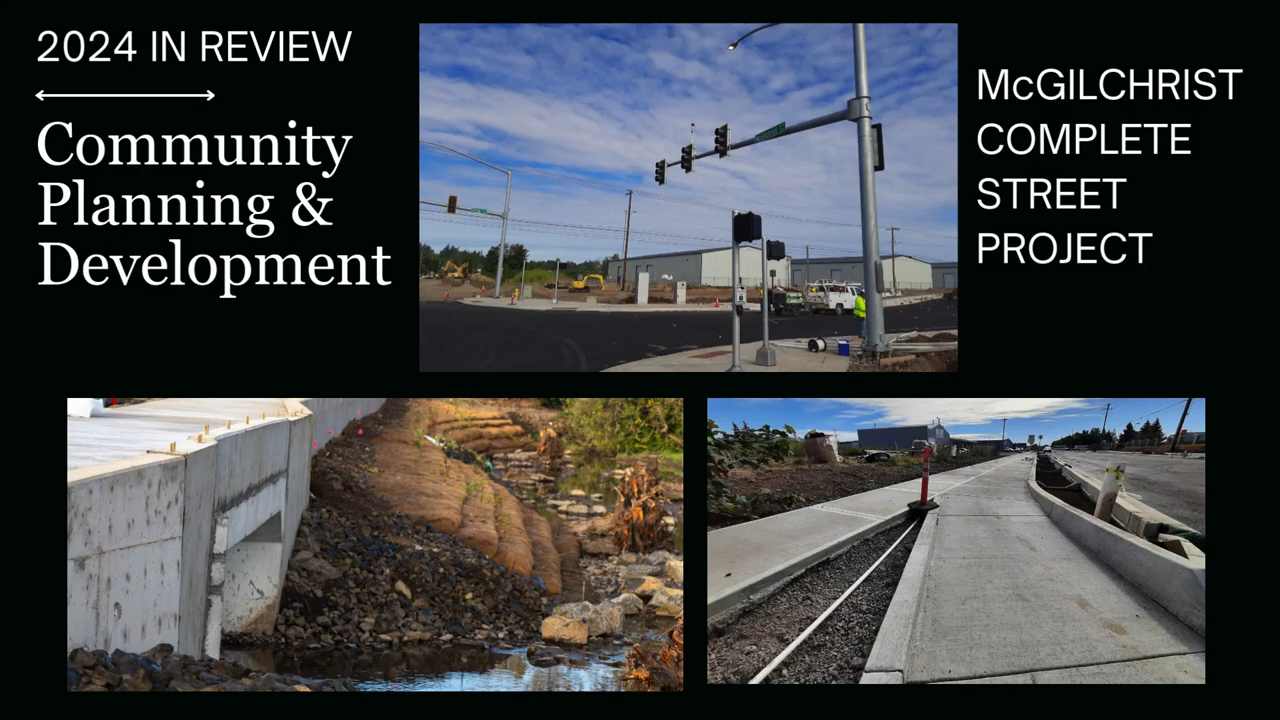 2024 IN REVIEW
Community
Planning &
Development
McGILCHRIST
COMPLETE
STREET
PROJECT